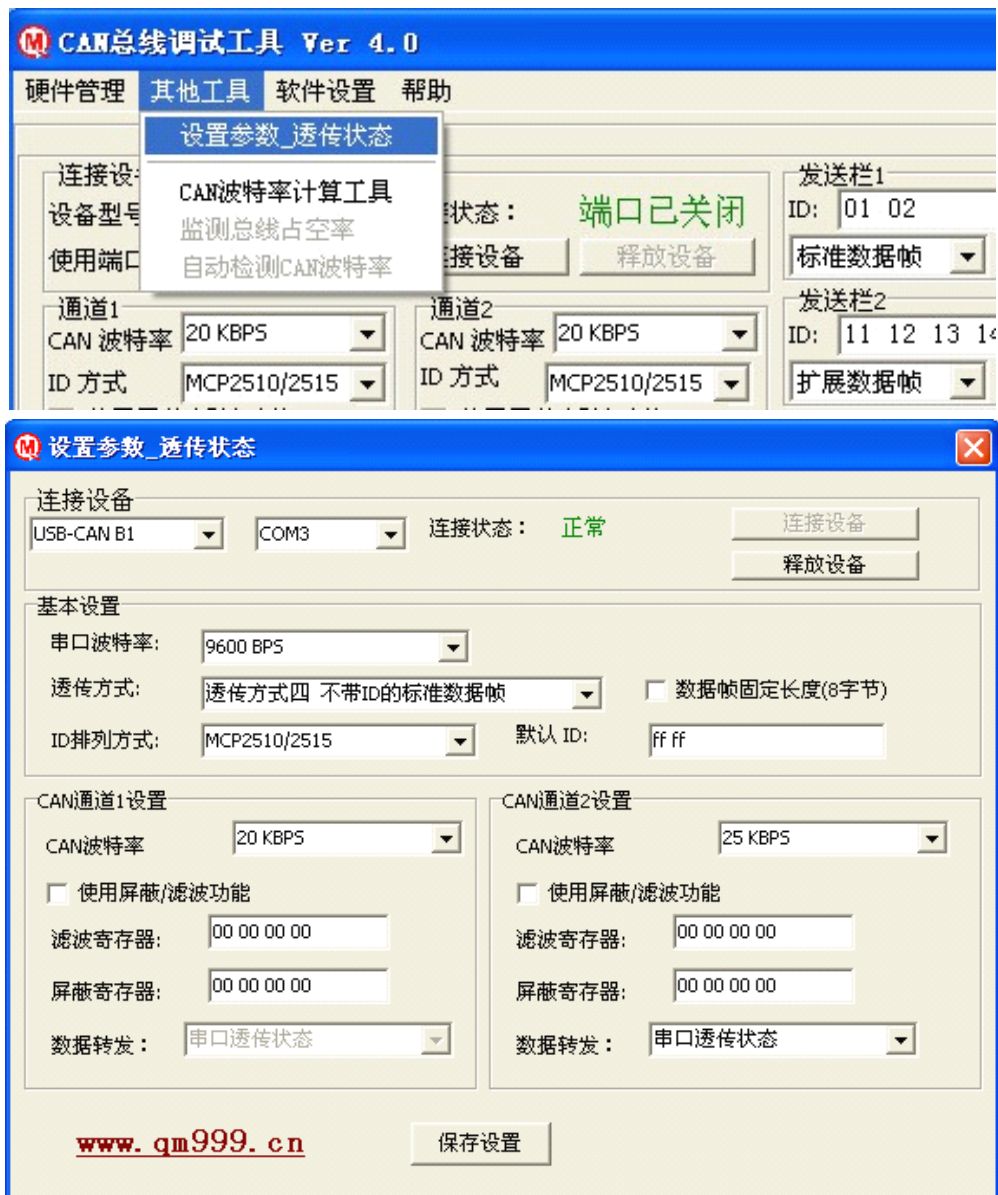 CAN总线调试工具 Ver 4.0
硬件管理 其他工具 软件设置 帮助
设置参数_透传状态
CAN波特率计算工具
监测总线占空率
自动检测CAN波特率
连接设
设备型号
状态： 端口已关闭
使用端口
接设备 释放设备
通道1
CAN 波特率 20 KBPS
ID 方式 MCP2510/2515
通道2
CAN 波特率 20 KBPS
ID 方式 MCP2510/2515
发送栏1
ID: 01 02
标准数据帧
发送栏2
ID: 11 12 13 14
扩展数据帧
设置参数_透传状态
连接设备
USB-CAN B1 COM3 连接状态： 正常 连接设备
释放设备
基本设置
串口波特率: 9600 BPS
透传方式: 透传方式四 不带ID的标准数据帧 数据帧固定长度(8字节)
ID排列方式: MCP2510/2515 默认 ID: ff ff
CAN通道1设置
CAN波特率 20 KBPS
使用屏蔽/滤波功能
滤波寄存器: 00 00 00 00
屏蔽寄存器: 00 00 00 00
数据转发： 串口透传状态
CAN通道2设置
CAN波特率 25 KBPS
使用屏蔽/滤波功能
滤波寄存器: 00 00 00 00
屏蔽寄存器: 00 00 00 00
数据转发： 串口透传状态
www.qm999.cn 保存设置